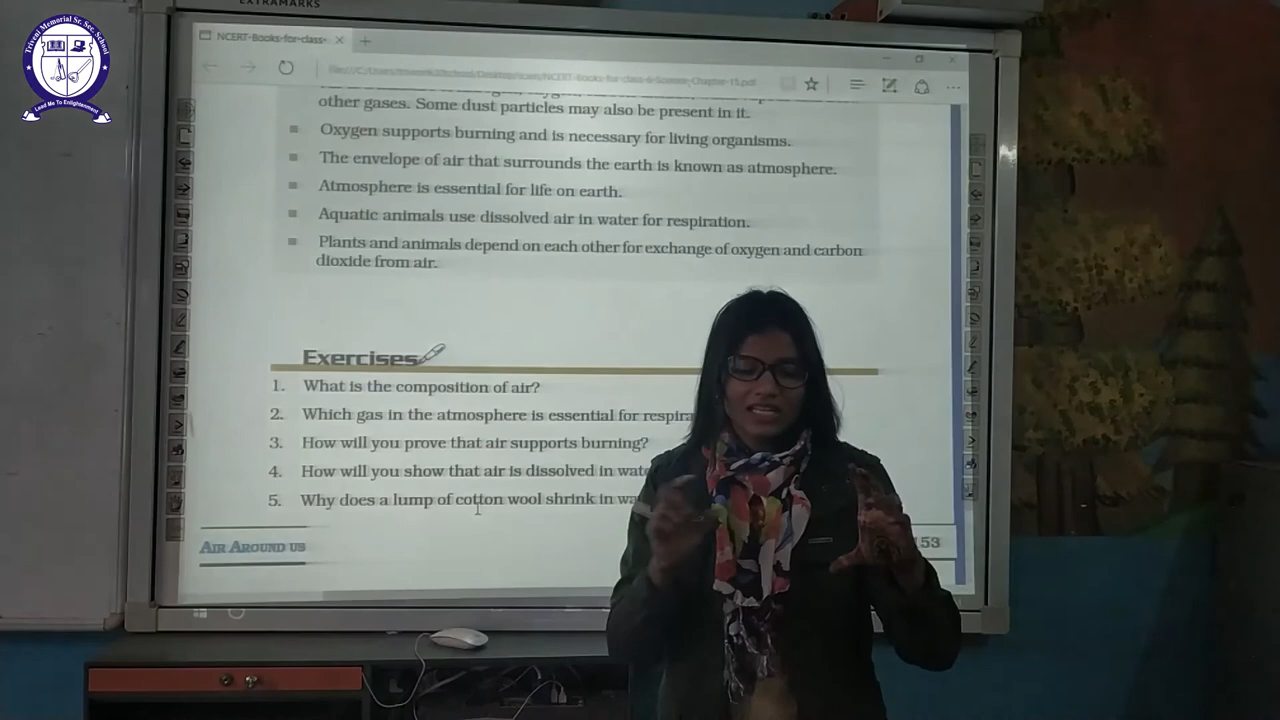 EXTRAMARKS
Triveni Memorial Sr. Sec. School
Lead Me To Enlightenment
NCERT-Books-for-class-
other gases. Some dust particles may also be present in it.
Oxygen supports burning and is necessary for living organisms.
The envelope of air that surrounds the earth is known as atmosphere.
Atmosphere is essential for life on earth.
Aquatic animals use dissolved air in water for respiration.
Plants and animals depend on each other for exchange of oxygen and carbon
dioxide from air.
Exercises
1. What is the composition of air?
2. Which gas in the atmosphere is essential for respira
3. How will you prove that air supports burning?
4. How will you show that air is dissolved in wat
5. Why does a lump of cotton wool shrink in wa
AIR AROUND US
153